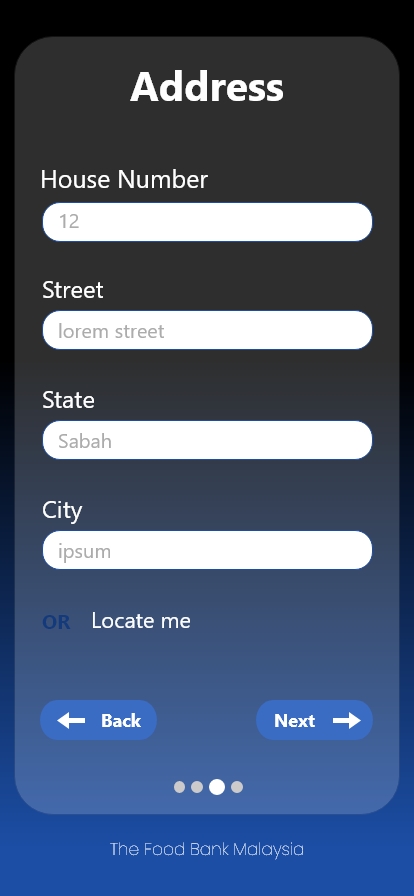 Address
House Number
12
Street
lorem street
State
Sabah
City
ipsum
OR Locate me
Back Next
The Food Bank Malaysia